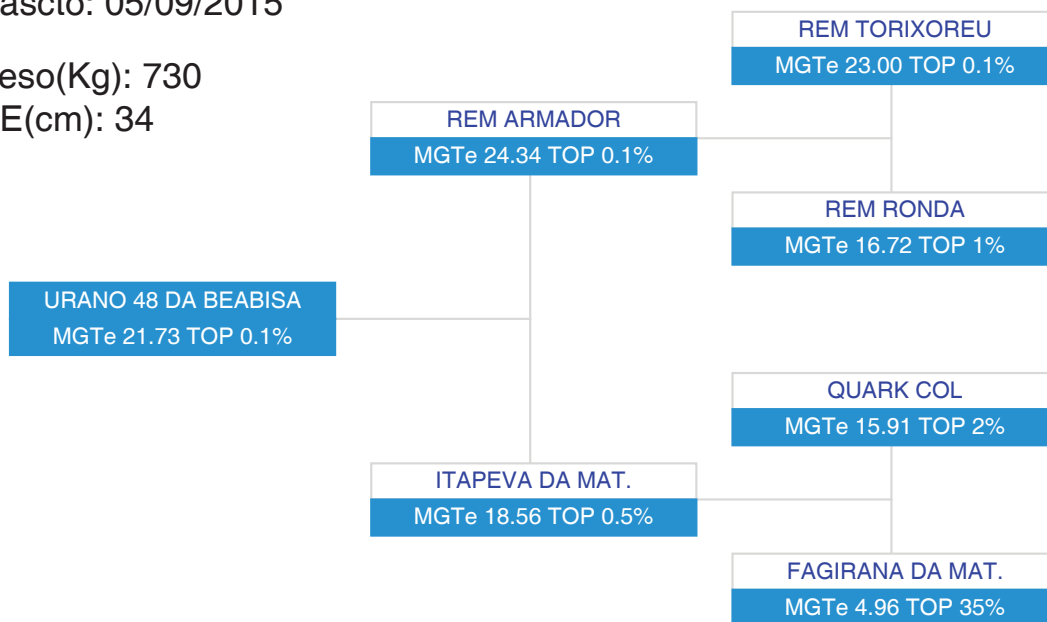 ascto: 05/09/2015
eso(Kg): 730
E(cm): 34
REM TORIXOREU
MGTe 23.00 TOP 0.1%
REM ARMADOR
MGTe 24.34 TOP 0.1%
REM RONDA
MGTe 16.72 TOP 1%
URANO 48 DA BEABISA
MGTe 21.73 TOP 0.1%
QUARK COL
MGTe 15.91 TOP 2%
ITAPEVA DA MAT.
MGTe 18.56 TOP 0.5%
FAGIRANA DA MAT.
MGTe 4.96 TOP 35%